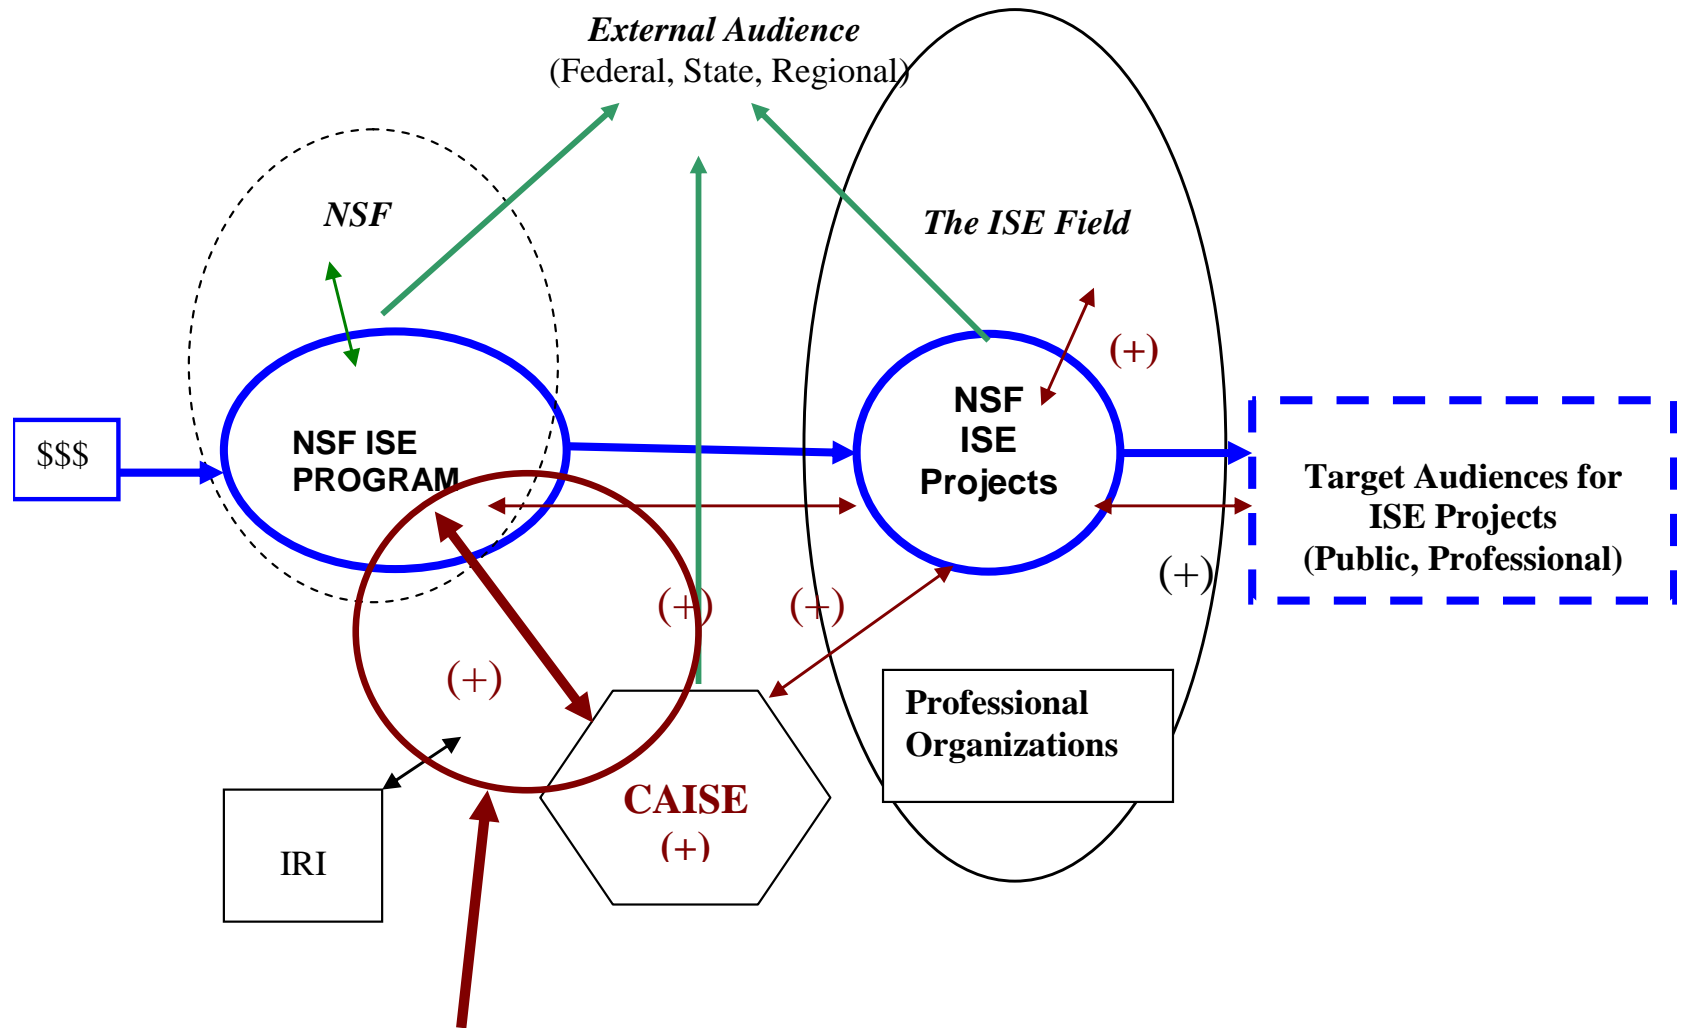 External Audience
(Federal, State, Regional)
NSF
The ISE Field
(+)
NSF
ISE
Projects
$$$
NSF ISE
PROGRAM
Target Audiences for
ISE Projects
(Public, Professional)
(+)
(+)
(+)
(+)
Professional
Organizations
CAISE
(+)
IRI